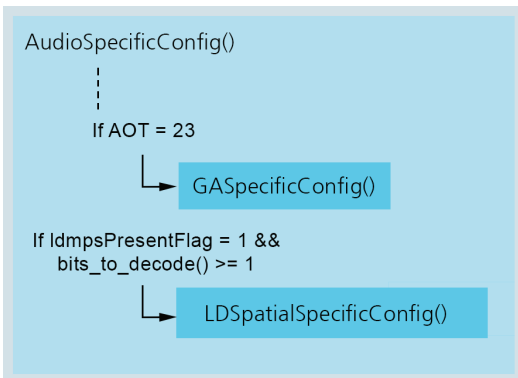 AudioSpecificConfig()
If AOT = 23
GASpecificConfig()
If ldmpsPresentFlag = 1 &&
bits_to_decode() >= 1
LDSpatialSpecificConfig()